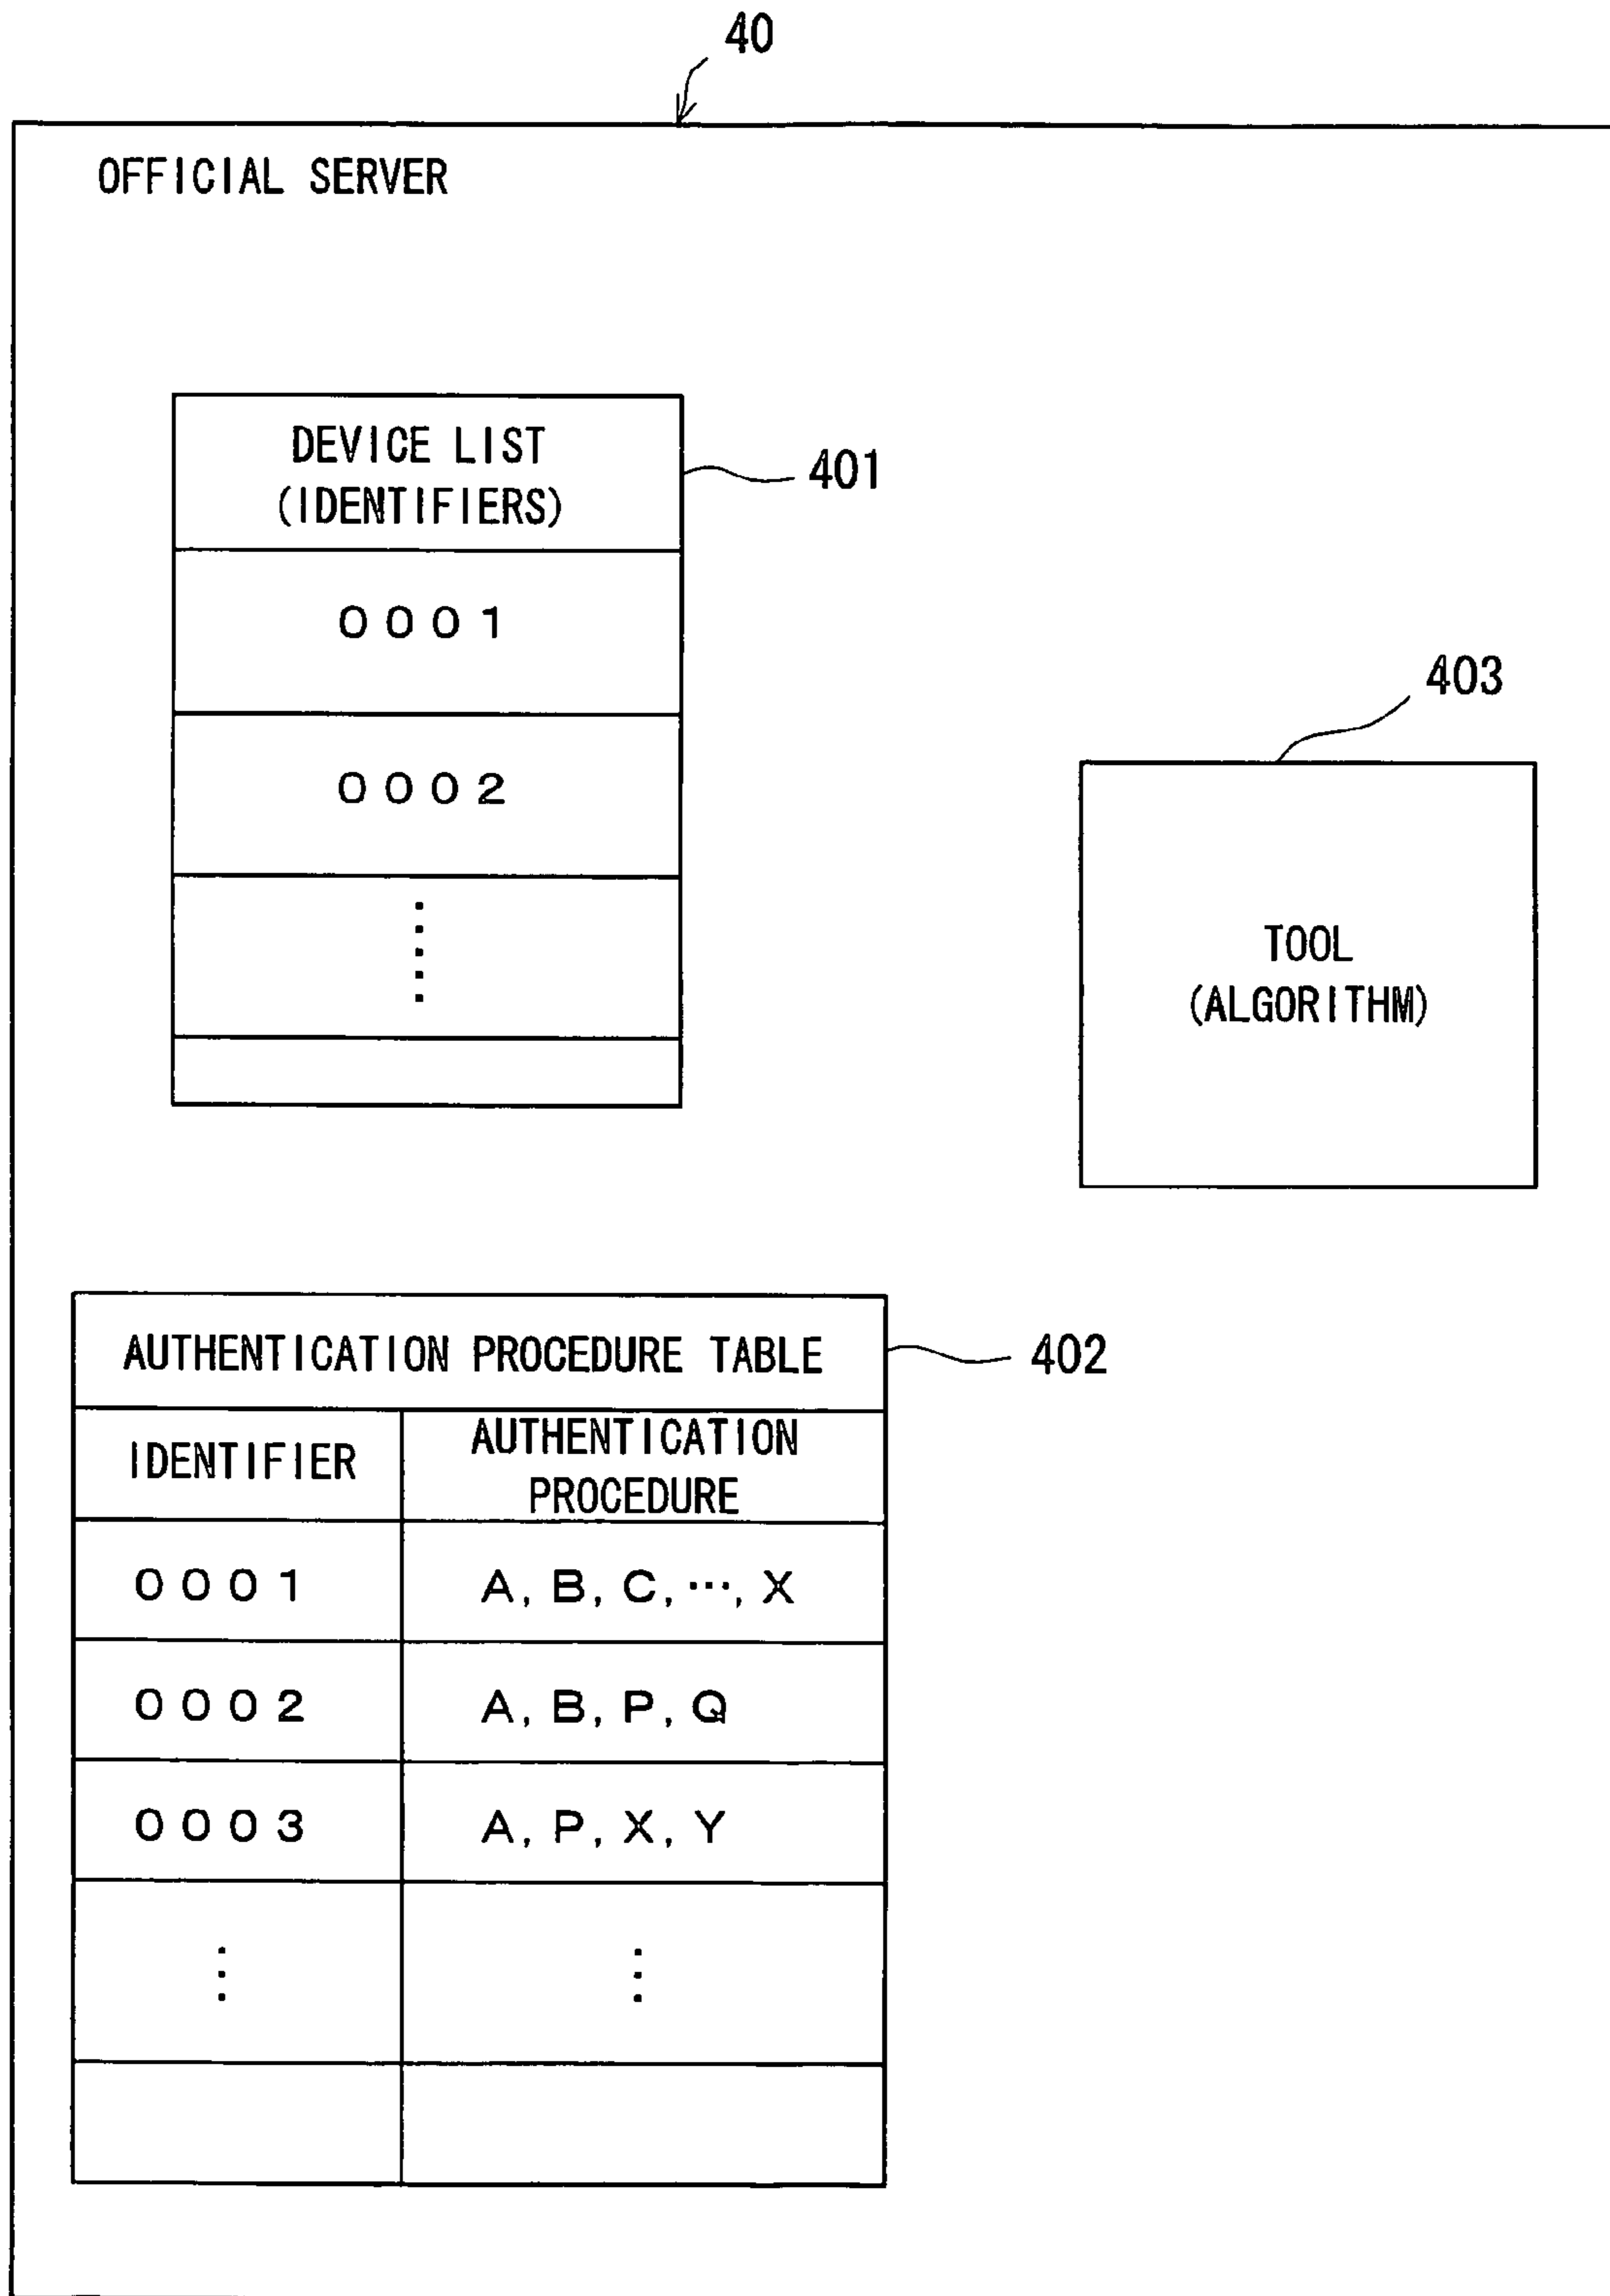 40
OFFICIAL SERVER
DEVICE LIST
(IDENTIFIERS)
401
0001
0002
⋮
403
TOOL
(ALGORITHM)
AUTHENTICATION PROCEDURE TABLE
402
IDENTIFIER
AUTHENTICATION
PROCEDURE
0001
A, B, C, ⋯, X
0002
A, B, P, Q
0003
A, P, X, Y
⋮
⋮